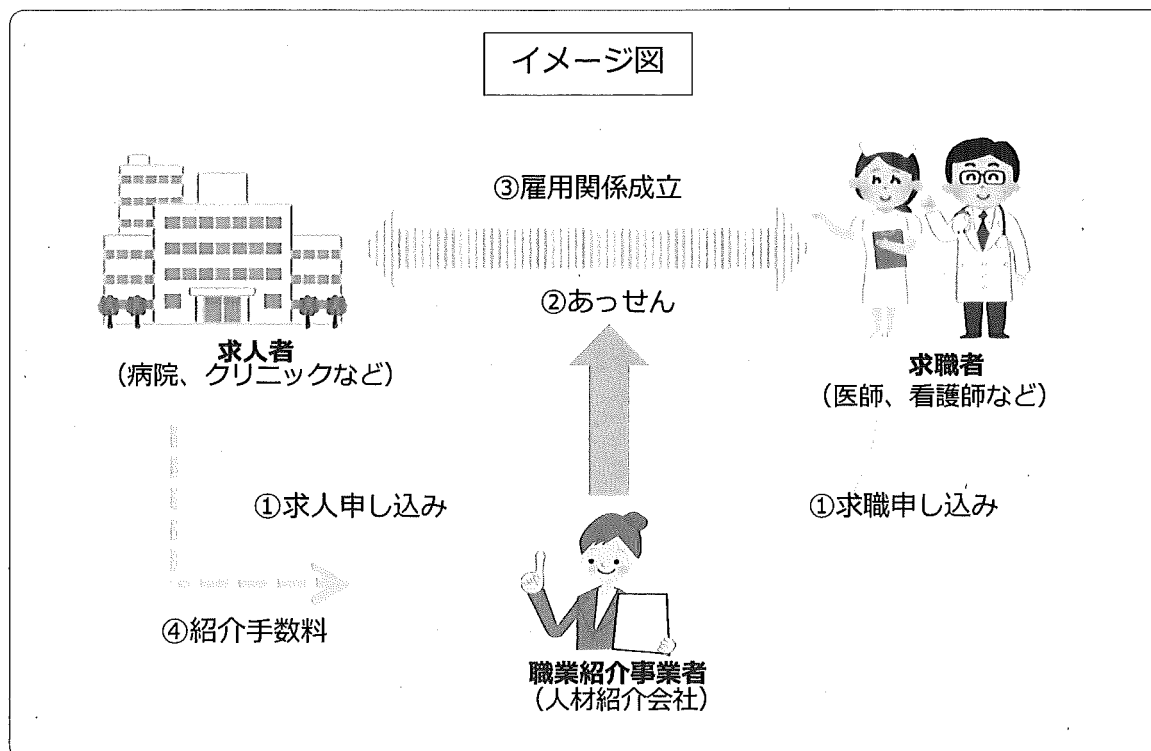 イメージ図
③雇用関係成立
②あっせん
求人者
（病院、クリニックなど）
求職者
（医師、看護師など）
①求人申し込み
①求職申し込み
④紹介手数料
職業紹介事業者
（人材紹介会社）